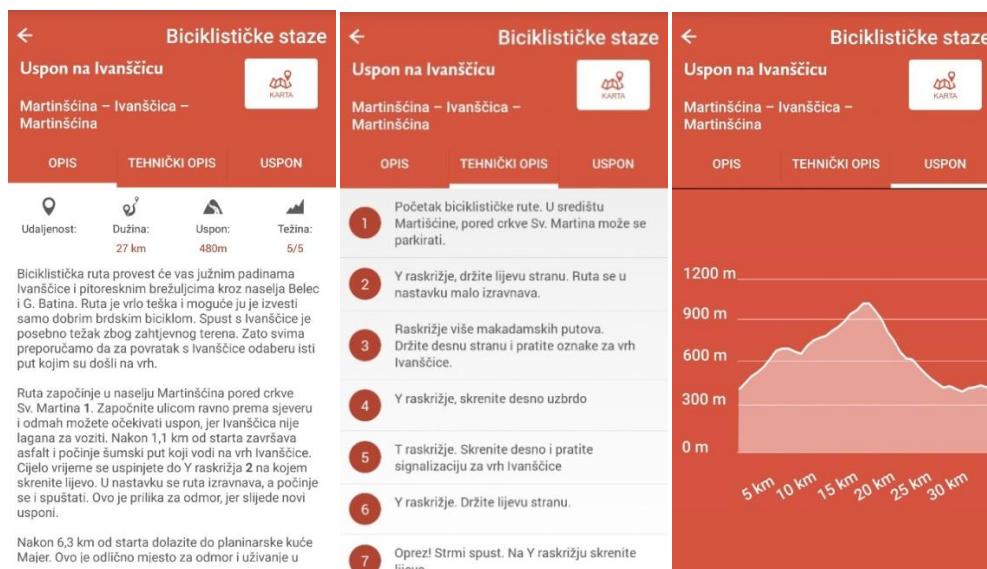 Biciklističke staze
Uspon na Ivanščicu
KARTA
Martinšćina – Ivanščica –
Martinšćina
OPIS
TEHNIČKI OPIS
USPON
Udaljenost:
Dužina:
Uspon:
Težina:
27 km
480m
5/5
Biciklistička ruta provest će vas južnim padinama
Ivanščice i pitoresknim brežuljcima kroz naselja Belec
i G. Batina. Ruta je vrlo teška i moguće ju je izvesti
samo dobrim brdskim biciklom. Spust s Ivanščice je
posebno težak zbog zahtjevnog terena. Zato svima
preporučamo da za povratak s Ivanščice odaberu isti
put kojim su došli na vrh.
Ruta započinje u naselju Martinšćina pored crkve
Sv. Martina 1. Započnite ulicom ravno prema sjeveru
i odmah možete očekivati uspon, jer Ivanščica nije
lagana za voziti. Nakon 1,1 km od starta završava
asfalt i počinje šumski put koji vodi na vrh Ivanščice.
Cijelo vrijeme se uspinjete do Y raskrižja 2 na kojem
skrenite lijevo. U nastavku se ruta izravnava, a počinje
se i spuštati. Ovo je prilika za odmor, jer slijede novi
usponi.
Nakon 6,3 km od starta dolazite do planinarske kuće
Majer. Ovo je odlično mjesto za odmor i uživanje u
Biciklističke staze
Uspon na Ivanščicu
KARTA
Martinšćina – Ivanščica –
Martinšćina
OPIS
TEHNIČKI OPIS
USPON
1
Početak biciklističke rute. U središtu
Martišćine, pored crkve Sv. Martina može se
parkirati.
2
Y raskrižje, držite lijevu stranu. Ruta se u
nastavku malo izravnava.
3
Raskrižje više makadamskih putova.
Držite desnu stranu i pratite oznake za vrh
Ivanščice.
4
Y raskrižje, skrenite desno uzbrdo
5
T raskrižje. Skrenite desno i pratite
signalizaciju za vrh Ivanščice
6
Y raskrižje. Držite lijevu stranu.
7
Oprez! Strmi spust. Na Y raskrižju skrenite
Biciklističke staze
Uspon na Ivanščicu
KARTA
Martinšćina – Ivanščica –
Martinšćina
OPIS
TEHNIČKI OPIS
USPON
1200 m
900 m
600 m
300 m
0 m
5 km
10 km
15 km
20 km
25 km
30 km